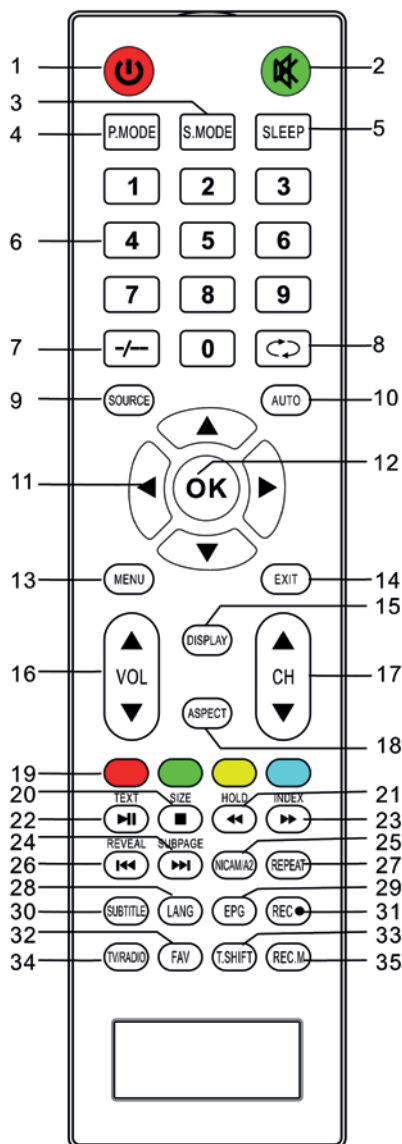 1 2
3
4 P.MODE S.MODE SLEEP 5
1 2 3
6 4 5 6
7 8 9
7 -/-- 0 8
9 SOURCE AUTO 10
11 OK 12
13 MENU EXIT 14
15
DISPLAY
16 VOL CH 17
ASPECT
18
19
20 TEXT SIZE HOLD INDEX 21
22 23
24 REVEAL SUBPAGE 25
26 NICAM/A2 REPEAT 27
28 29
30 SUBTITLE LANG EPG REC 31
32 33
34 TV/RADIO FAV T.SHIFT REC.M 35